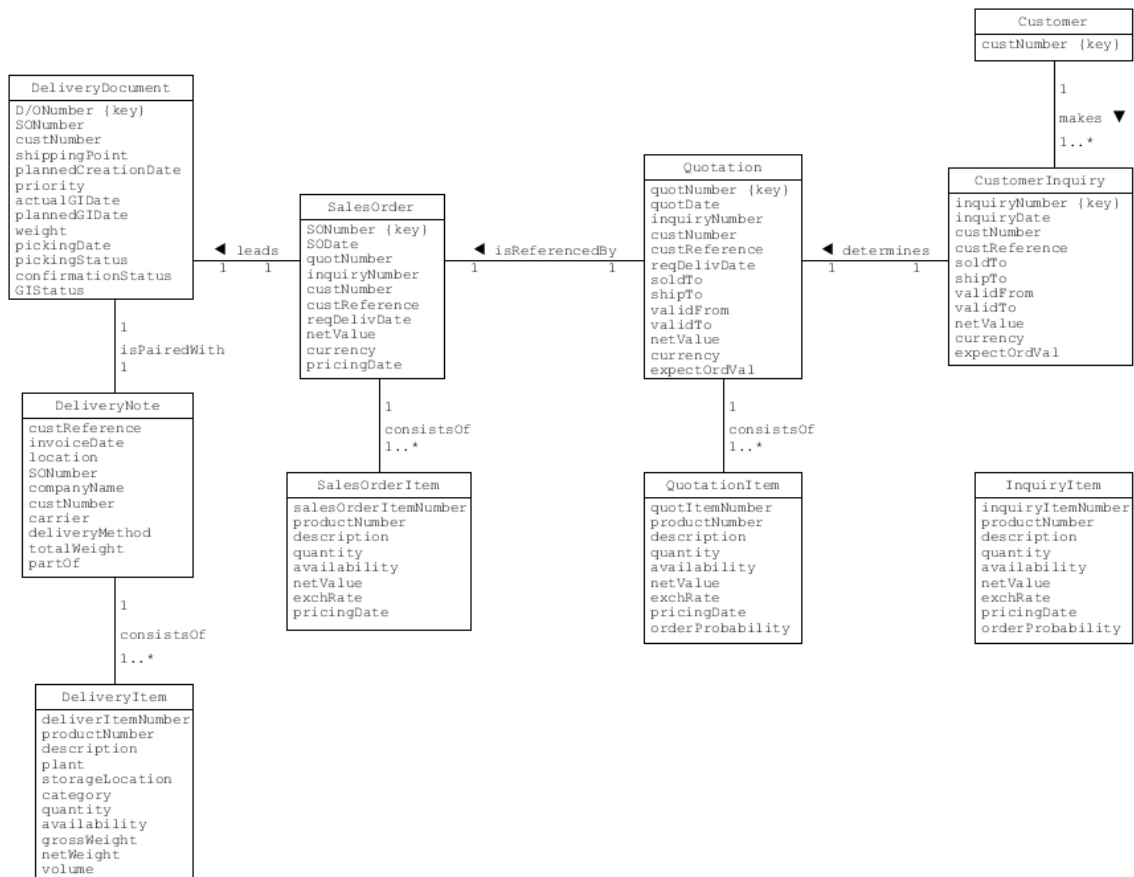 Customer
custNumber {key}
1
makes ▼
1..*
DeliveryDocument
D/ONumber {key}
SONumber
custNumber
shippingPoint
plannedCreationDate
priority
actualGIDate
plannedGIDate
weight
pickingDate
pickingStatus
confirmationStatus
GIStatus
◄ leads
1
1
SalesOrder
SONumber {key}
SODate
quotNumber
inquiryNumber
custNumber
custReference
reqDelivDate
netValue
currency
pricingDate
◄ isReferencedBy
1
1
Quotation
quotNumber {key}
quotDate
inquiryNumber
custNumber
custReference
reqDelivDate
soldTo
shipTo
validFrom
validTo
netValue
currency
expectOrdVal
◄ determines
1
1
CustomerInquiry
inquiryNumber {key}
inquiryDate
custNumber
custReference
soldTo
shipTo
validFrom
validTo
netValue
currency
expectOrdVal
1
isPairedWith
1
1
consistsOf
1..*
1
consistsOf
1..*
DeliveryNote
custReference
invoiceDate
location
SONumber
companyName
custNumber
carrier
deliveryMethod
totalWeight
partOf
SalesOrderItem
salesOrderItemNumber
productNumber
description
quantity
availability
netValue
exchRate
pricingDate
QuotationItem
quotItemNumber
productNumber
description
quantity
availability
netValue
exchRate
pricingDate
orderProbability
InquiryItem
inquiryItemNumber
productNumber
description
quantity
availability
netValue
exchRate
pricingDate
orderProbability
1
consistsOf
1..*
DeliveryItem
deliverItemNumber
productNumber
description
plant
storageLocation
category
quantity
availability
grossWeight
netWeight
volume